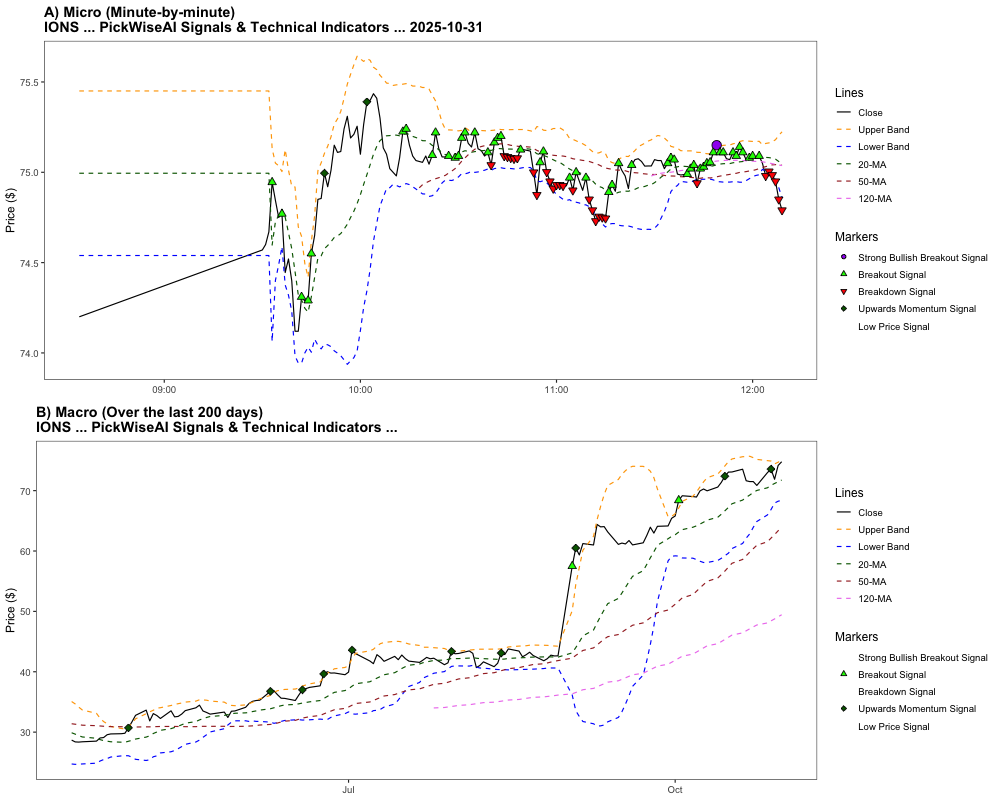 A) Micro (Minute-by-minute)
IONS ... PickWiseAI Signals & Technical Indicators ... 2025-10-31
Price ($)
75.5
75.0
74.5
74.0
09:00
10:00
11:00
12:00
Lines
Close
Upper Band
Lower Band
20-MA
50-MA
120-MA
Markers
Strong Bullish Breakout Signal
Breakout Signal
Breakdown Signal
Upwards Momentum Signal
Low Price Signal
B) Macro (Over the last 200 days)
IONS ... PickWiseAI Signals & Technical Indicators ...
Price ($)
70
60
50
40
30
Jul
Oct
Lines
Close
Upper Band
Lower Band
20-MA
50-MA
120-MA
Markers
Strong Bullish Breakout Signal
Breakout Signal
Breakdown Signal
Upwards Momentum Signal
Low Price Signal